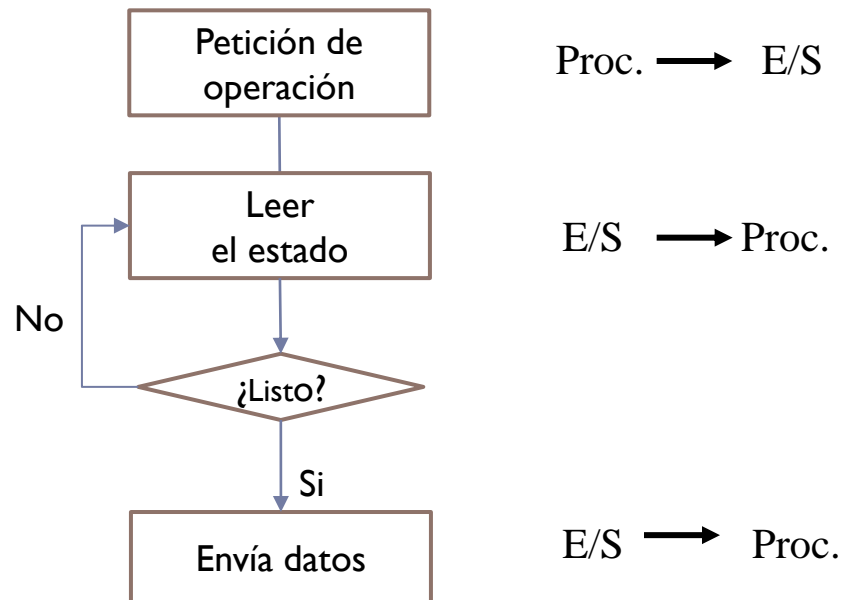 Petición de
operación
Proc. E/S
Leer
el estado
E/S Proc.
No
¿Listo?
Si
Envía datos
E/S Proc.